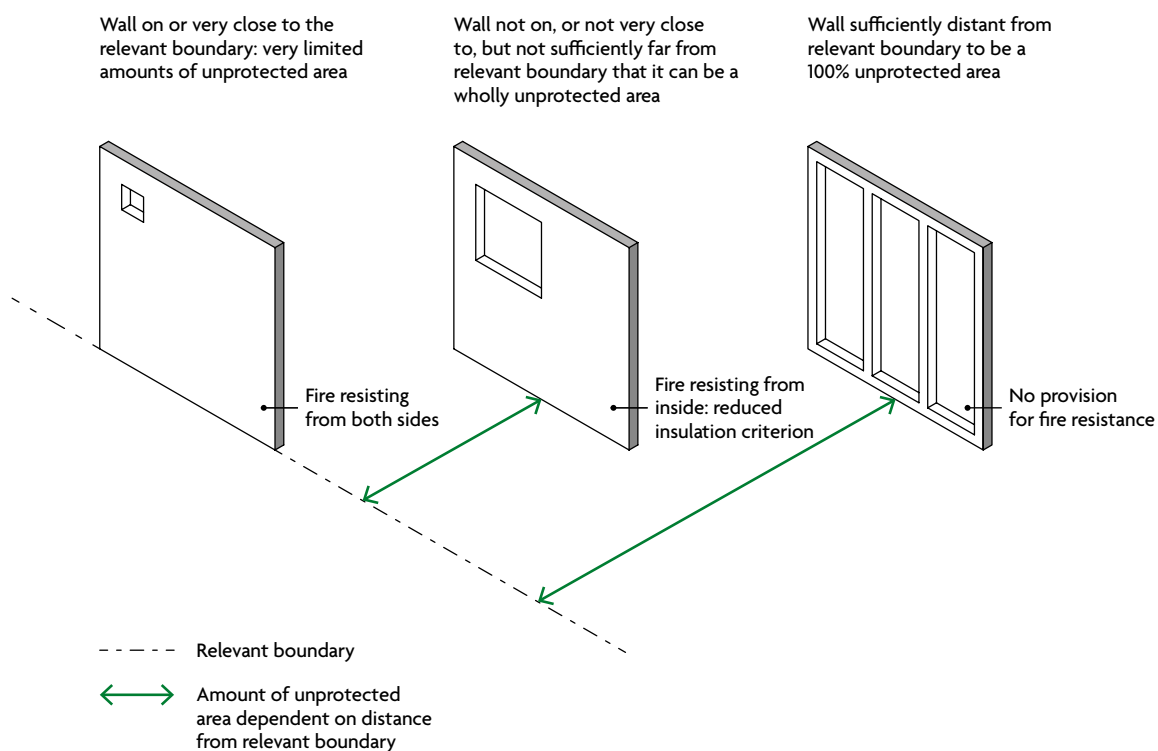 Wall on or very close to the
relevant boundary: very limited
amounts of unprotected area
Wall not on, or not very close
to, but not sufficiently far from
relevant boundary that it can be a
wholly unprotected area
Wall sufficiently distant from
relevant boundary to be a
100% unprotected area
Fire resisting
from both sides
Fire resisting from
inside: reduced
insulation criterion
No provision
for fire resistance
Relevant boundary
Amount of unprotected
area dependent on distance
from relevant boundary